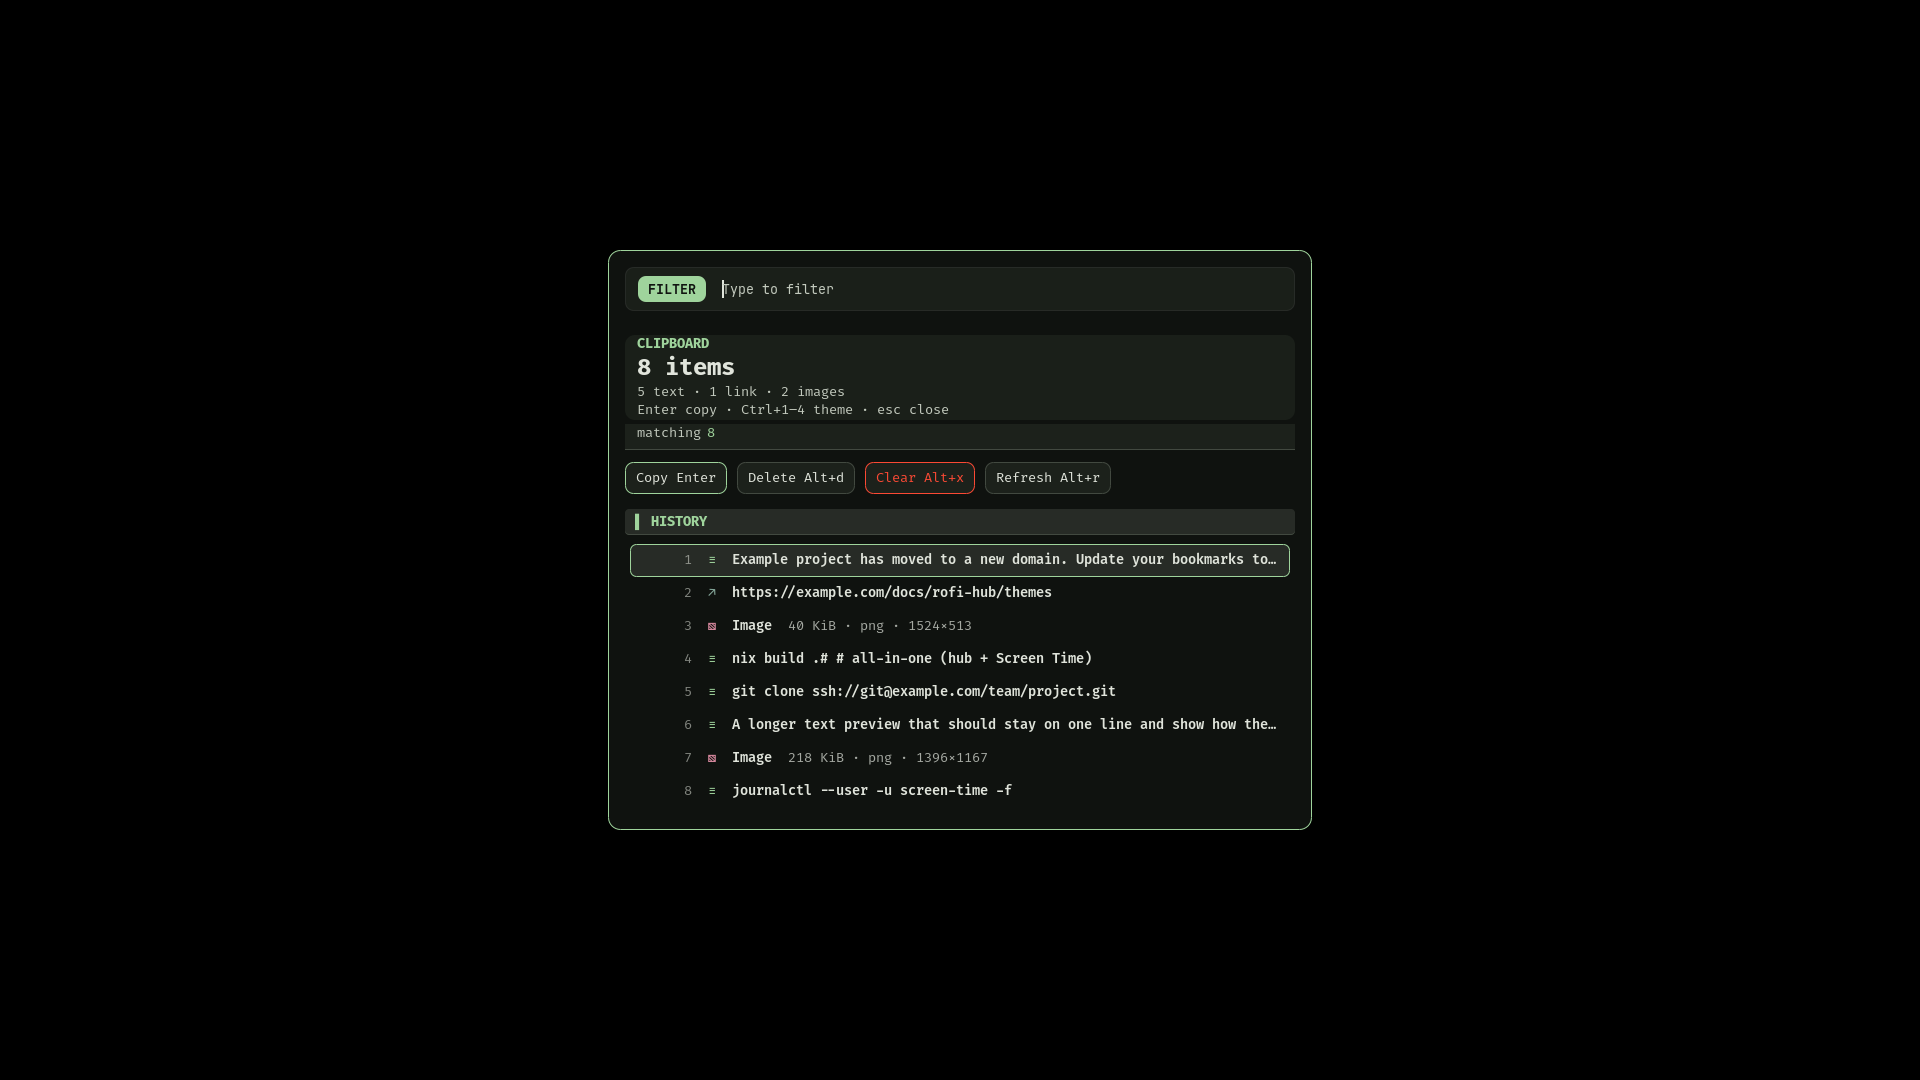 FILTER Type to filter
CLIPBOARD
8 items
5 text · 1 link · 2 images
Enter copy · Ctrl+1–4 theme · esc close
matching 8
Copy Enter Delete Alt+d Clear Alt+x Refresh Alt+r
HISTORY
1 ≡ Example project has moved to a new domain. Update your bookmarks to…
2 ↗ https://example.com/docs/rofi-hub/themes
3 ▧ Image 40 KiB · png · 1524×513
4 ≡ nix build .# # all-in-one (hub + Screen Time)
5 ≡ git clone ssh://git@example.com/team/project.git
6 ≡ A longer text preview that should stay on one line and show how the…
7 ▧ Image 218 KiB · png · 1396×1167
8 ≡ journalctl --user -u screen-time -f